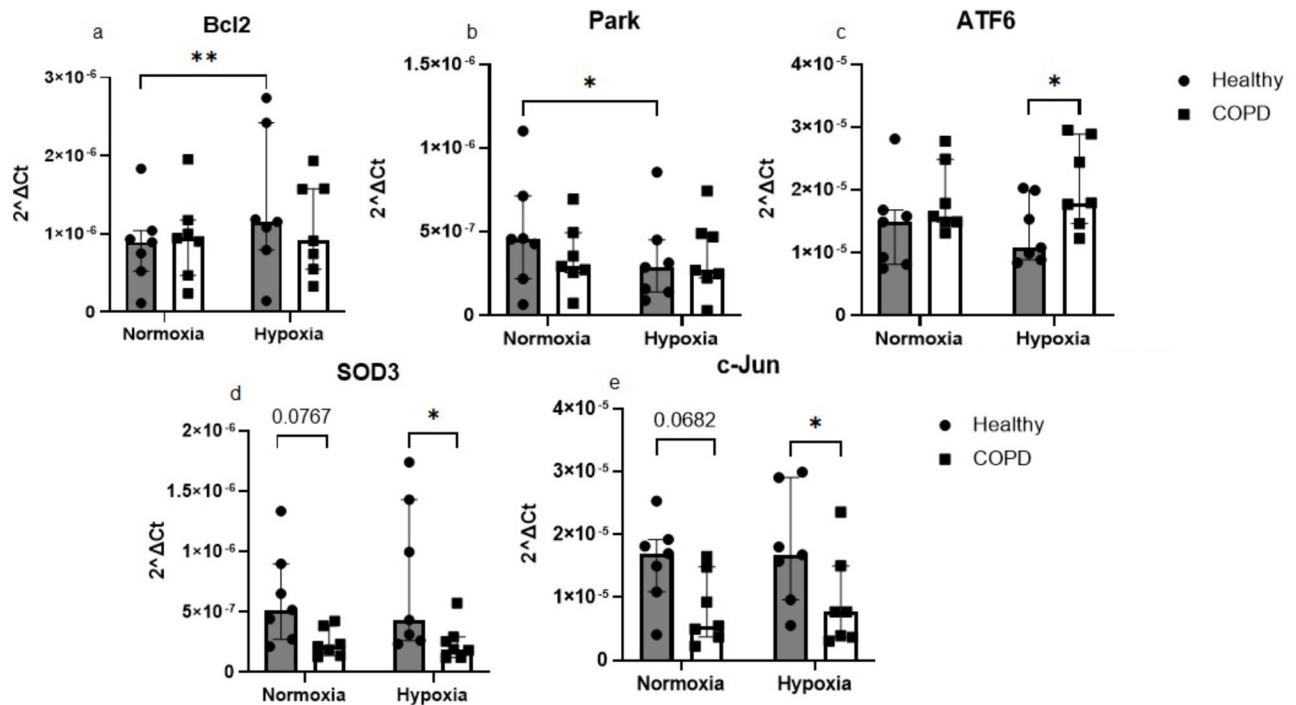 a
Bcl2
**
3×10⁻⁶
2×10⁻⁶
1×10⁻⁶
0
2^ΔCt
Normoxia Hypoxia
b
Park
*
1.5×10⁻⁶
1×10⁻⁶
5×10⁻⁷
0
2^ΔCt
Normoxia Hypoxia
c
ATF6
*
4×10⁻⁵
3×10⁻⁵
2×10⁻⁵
1×10⁻⁵
0
2^ΔCt
Normoxia Hypoxia
Healthy
COPD
d
SOD3
0.0767 *
2×10⁻⁶
1.5×10⁻⁶
1×10⁻⁶
5×10⁻⁷
0
2^ΔCt
Normoxia Hypoxia
e
c-Jun
0.0682 *
4×10⁻⁵
3×10⁻⁵
2×10⁻⁵
1×10⁻⁵
0
2^ΔCt
Normoxia Hypoxia
Healthy
COPD